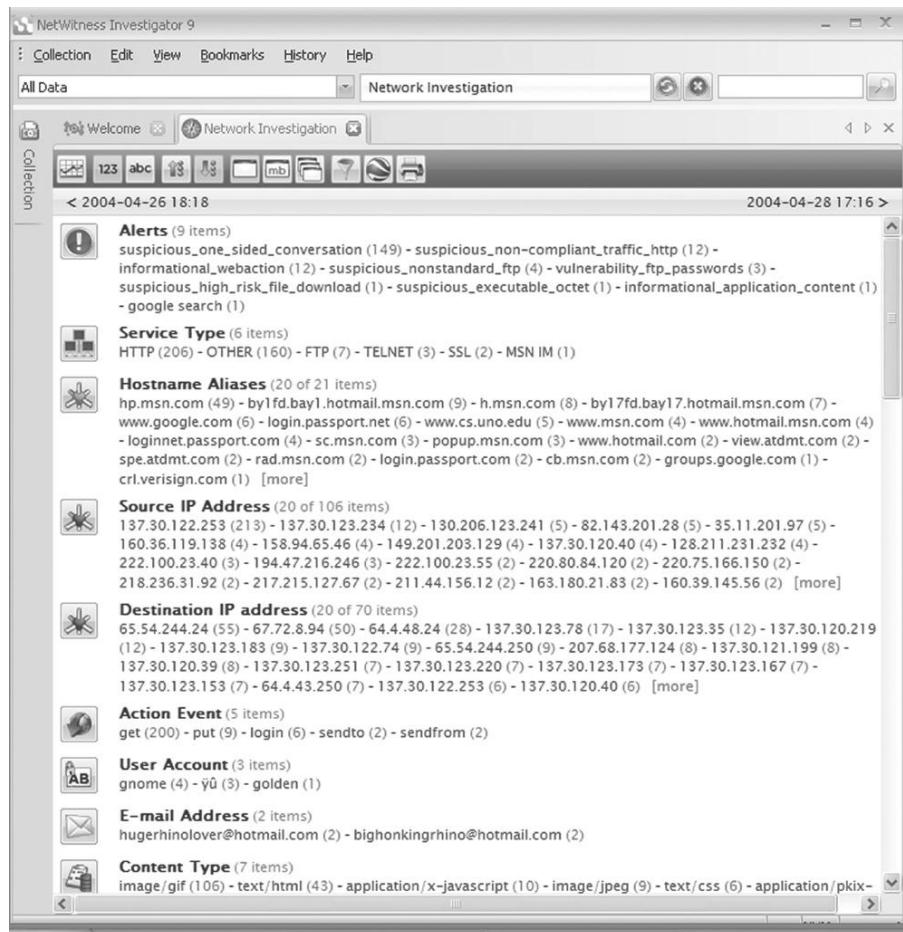 NetWitness Investigator 9
Collection Edit View Bookmarks History Help
All Data Network Investigation
Welcome Network Investigation
Collection
123 abc mb
< 2004-04-26 18:18 2004-04-28 17:16 >
Alerts (9 items)
suspicious_one_sided_conversation (149) - suspicious_non-compliant_traffic_http (12) -
informational_webaction (12) - suspicious_nonstandard_ftp (4) - vulnerability_ftp_passwords (3) -
suspicious_high_risk_file_download (1) - suspicious_executable_octet (1) - informational_application_content (1)
- google search (1)
Service Type (6 items)
HTTP (206) - OTHER (160) - FTP (7) - TELNET (3) - SSL (2) - MSN IM (1)
Hostname Aliases (20 of 21 items)
hp.msn.com (49) - by1fd.bay1.hotmail.msn.com (9) - h.msn.com (8) - by17fd.bay17.hotmail.msn.com (7) -
www.google.com (6) - login.passport.net (6) - www.cs.uno.edu (5) - www.msn.com (4) - www.hotmail.msn.com (4)
- loginnet.passport.com (4) - sc.msn.com (3) - popup.msn.com (3) - www.hotmail.com (2) - view.atdmt.com (2) -
spe.atdmt.com (2) - rad.msn.com (2) - login.passport.com (2) - cb.msn.com (2) - groups.google.com (1) -
crl.verisign.com (1) [more]
Source IP Address (20 of 106 items)
137.30.122.253 (213) - 137.30.123.234 (12) - 130.206.123.241 (5) - 82.143.201.28 (5) - 35.11.201.97 (5) -
160.36.119.138 (4) - 158.94.65.46 (4) - 149.201.203.129 (4) - 137.30.120.40 (4) - 128.211.231.232 (4) -
222.100.23.40 (3) - 194.47.216.246 (3) - 222.100.23.55 (2) - 220.80.84.120 (2) - 220.75.166.150 (2) -
218.236.31.92 (2) - 217.215.127.67 (2) - 211.44.156.12 (2) - 163.180.21.83 (2) - 160.39.145.56 (2) [more]
Destination IP address (20 of 70 items)
65.54.244.24 (55) - 67.72.8.94 (50) - 64.4.48.24 (28) - 137.30.123.78 (17) - 137.30.123.35 (12) - 137.30.120.219
(12) - 137.30.123.183 (9) - 137.30.122.74 (9) - 65.54.244.250 (9) - 207.68.177.124 (8) - 137.30.121.199 (8) -
137.30.120.39 (8) - 137.30.123.251 (7) - 137.30.123.220 (7) - 137.30.123.173 (7) - 137.30.123.167 (7) -
137.30.123.153 (7) - 64.4.43.250 (7) - 137.30.122.253 (6) - 137.30.120.40 (6) [more]
Action Event (5 items)
get (200) - put (9) - login (6) - sendto (2) - sendfrom (2)
User Account (3 items)
gnome (4) - ÿû (3) - golden (1)
E-mail Address (2 items)
hugerhinolover@hotmail.com (2) - bighonkingrhino@hotmail.com (2)
Content Type (7 items)
image/gif (106) - text/html (43) - application/x-javascript (10) - image/jpeg (9) - text/css (6) - application/pkix-